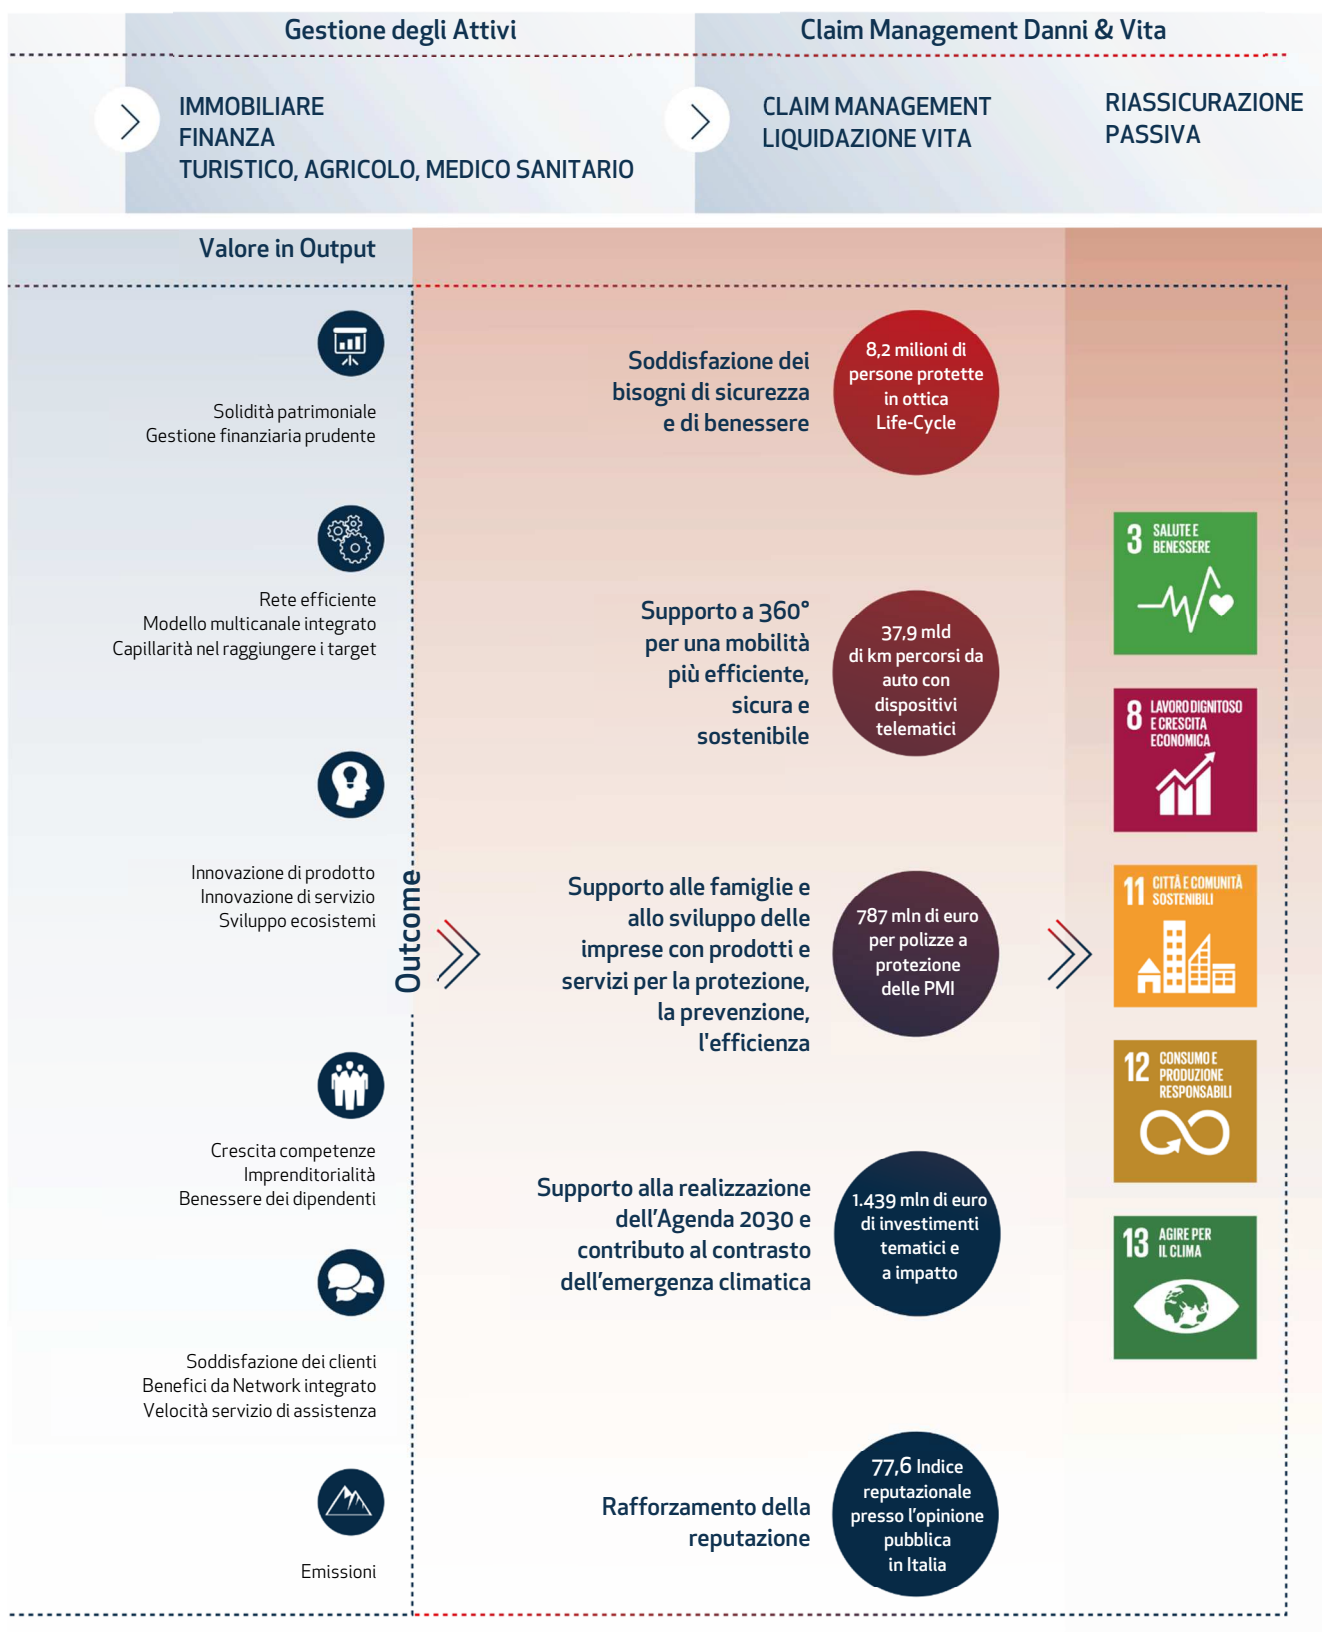 Gestione degli Attivi
Claim Management Danni & Vita
IMMOBILIARE
FINANZA
TURISTICO, AGRICOLO, MEDICO SANITARIO
CLAIM MANAGEMENT
LIQUIDAZIONE VITA
RIASSICURAZIONE
PASSIVA
Valore in Output
Solidità patrimoniale
Gestione finanziaria prudente
Rete efficiente
Modello multicanale integrato
Capillarità nel raggiungere i target
Innovazione di prodotto
Innovazione di servizio
Sviluppo ecosistemi
Crescita competenze
Imprenditorialità
Benessere dei dipendenti
Soddisfazione dei clienti
Benefici da Network integrato
Velocità servizio di assistenza
Emissioni
Outcome
Soddisfazione dei
bisogni di sicurezza
e di benessere
8,2 milioni di
persone protette
in ottica
Life-Cycle
Supporto a 360°
per una mobilità
più efficiente,
sicura e
sostenibile
37,9 mld
di km percorsi da
auto con
dispositivi
telematici
Supporto alle famiglie e
allo sviluppo delle
imprese con prodotti e
servizi per la protezione,
la prevenzione,
l'efficienza
787 mln di euro
per polizze a
protezione
delle PMI
Supporto alla realizzazione
dell’Agenda 2030 e
contributo al contrasto
dell’emergenza climatica
1.439 mln di euro
di investimenti
tematici e
a impatto
Rafforzamento della
reputazione
77,6 Indice
reputazionale
presso l’opinione
pubblica
in Italia
3 SALUTE E
BENESSERE
8 LAVORO DIGNITOSO
E CRESCITA
ECONOMICA
11 CITTÀ E COMUNITÀ
SOSTENIBILI
12 CONSUMO E
PRODUZIONE
RESPONSABILI
13 AGIRE PER
IL CLIMA